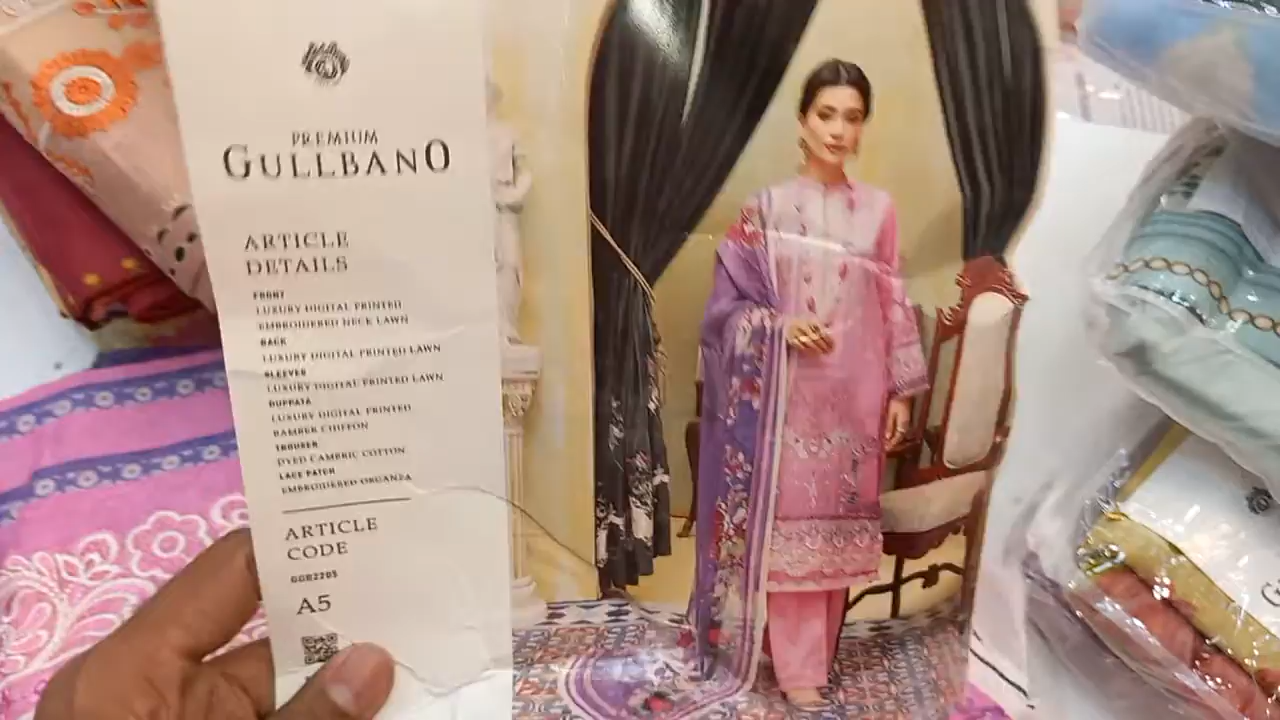 PREMIUM
GULLBANO
ARTICLE
DETAILS
FRONT
LUXURY DIGITAL PRINTED
EMBROIDERED NECK LAWN
BACK
LUXURY DIGITAL PRINTED LAWN
SLEEVES
LUXURY DIGITAL PRINTED LAWN
DUPPATA
LUXURY DIGITAL PRINTED
BAMBER CHIFFON
TROUSER
DYED CAMBRIC COTTON
LACE PATCH
EMBROIDERED ORGANZA
ARTICLE
CODE
GGB2205
A5